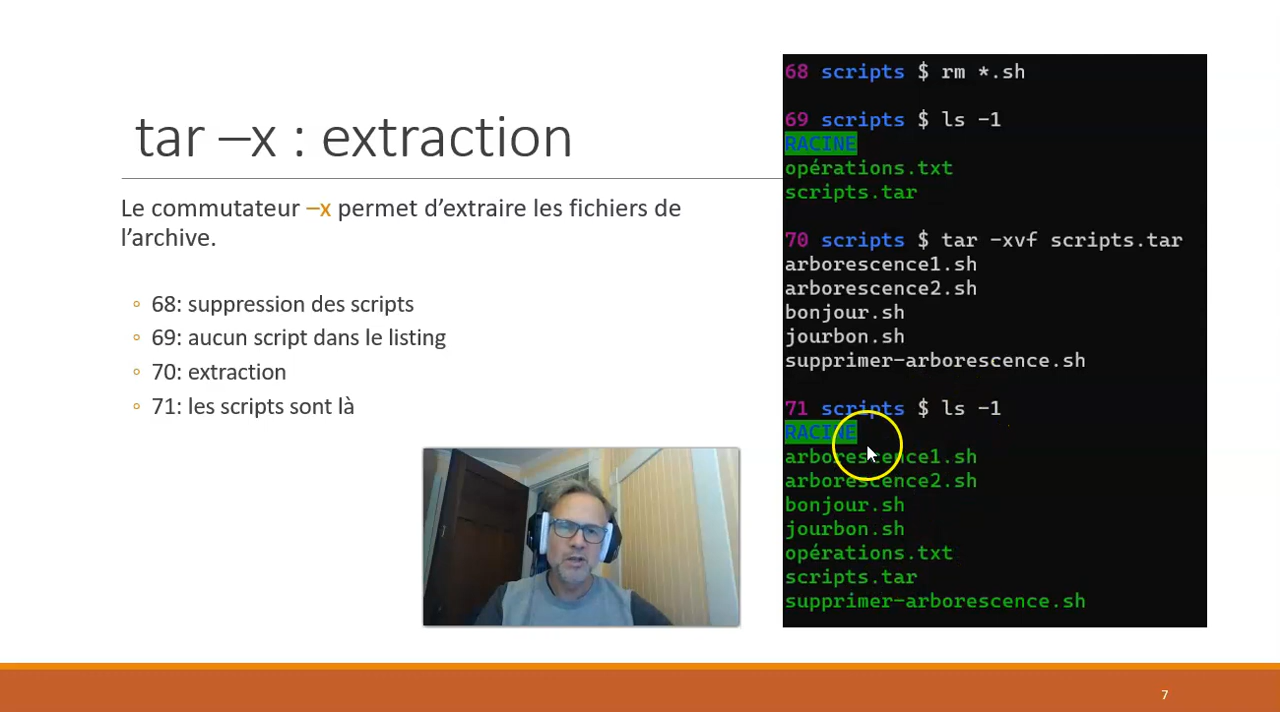 tar –x : extraction
Le commutateur –x permet d’extraire les fichiers de
l’archive.
◦ 68: suppression des scripts
◦ 69: aucun script dans le listing
◦ 70: extraction
◦ 71: les scripts sont là
68 scripts $ rm *.sh
69 scripts $ ls -1
RACINE
opérations.txt
scripts.tar
70 scripts $ tar -xvf scripts.tar
arborescence1.sh
arborescence2.sh
bonjour.sh
jourbon.sh
supprimer-arborescence.sh
71 scripts $ ls -1
RACINE
arborescence1.sh
arborescence2.sh
bonjour.sh
jourbon.sh
opérations.txt
scripts.tar
supprimer-arborescence.sh
7